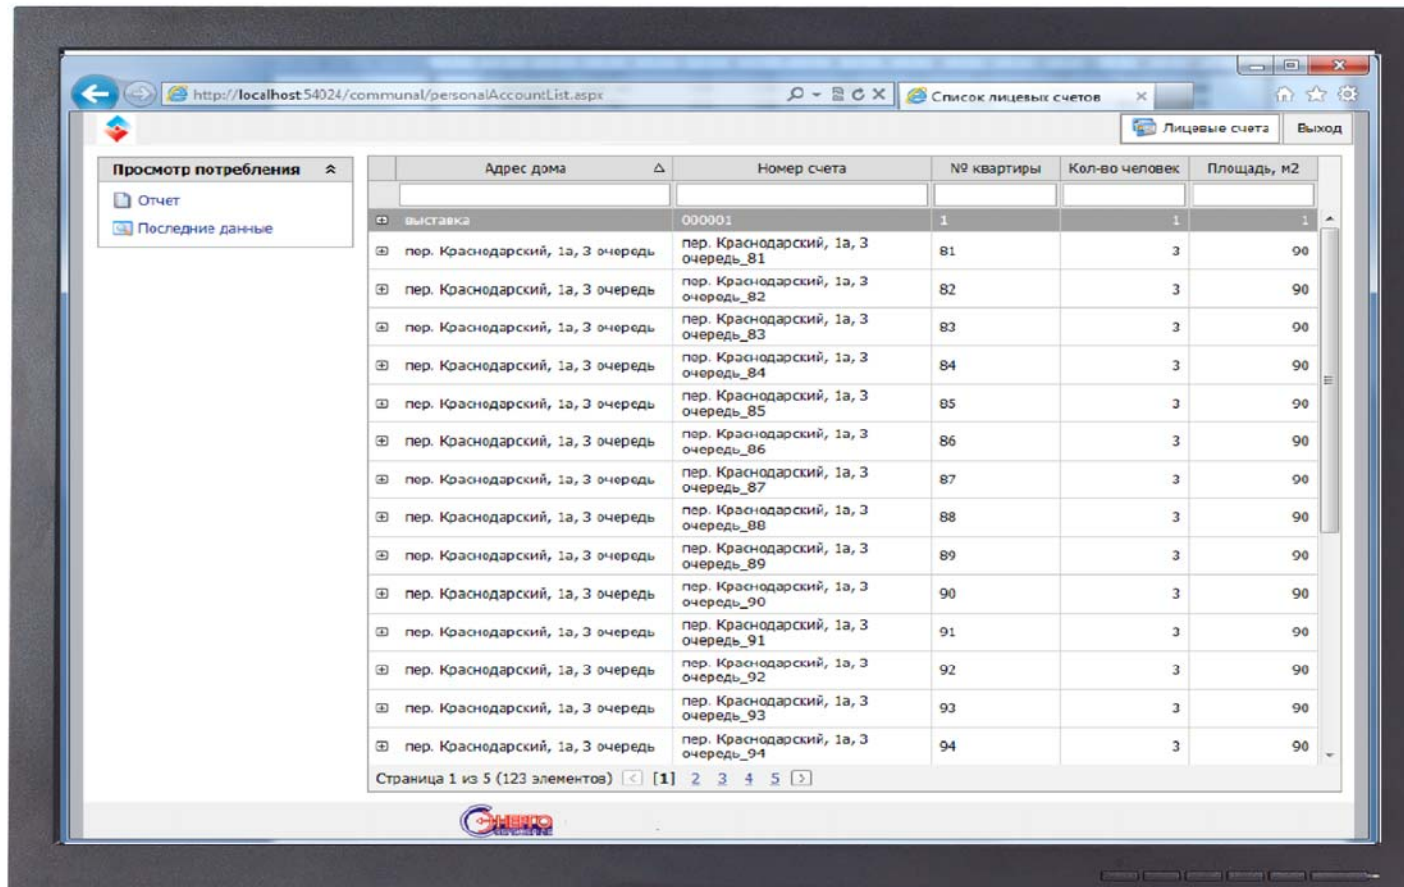 http://localhost:54024/communal/personalAccountList.aspx
Список лицевых счетов
Лицевые счета Выход
Просмотр потребления
Отчет
Последние данные
Адрес дома Номер счета № квартиры Кол-во человек Площадь, м2
выставка 000001 1 1 1
пер. Краснодарский, 1а, 3 очередь пер. Краснодарский, 1а, 3 очередь_81 81 3 90
пер. Краснодарский, 1а, 3 очередь пер. Краснодарский, 1а, 3 очередь_82 82 3 90
пер. Краснодарский, 1а, 3 очередь пер. Краснодарский, 1а, 3 очередь_83 83 3 90
пер. Краснодарский, 1а, 3 очередь пер. Краснодарский, 1а, 3 очередь_84 84 3 90
пер. Краснодарский, 1а, 3 очередь пер. Краснодарский, 1а, 3 очередь_85 85 3 90
пер. Краснодарский, 1а, 3 очередь пер. Краснодарский, 1а, 3 очередь_86 86 3 90
пер. Краснодарский, 1а, 3 очередь пер. Краснодарский, 1а, 3 очередь_87 87 3 90
пер. Краснодарский, 1а, 3 очередь пер. Краснодарский, 1а, 3 очередь_88 88 3 90
пер. Краснодарский, 1а, 3 очередь пер. Краснодарский, 1а, 3 очередь_89 89 3 90
пер. Краснодарский, 1а, 3 очередь пер. Краснодарский, 1а, 3 очередь_90 90 3 90
пер. Краснодарский, 1а, 3 очередь пер. Краснодарский, 1а, 3 очередь_91 91 3 90
пер. Краснодарский, 1а, 3 очередь пер. Краснодарский, 1а, 3 очередь_92 92 3 90
пер. Краснодарский, 1а, 3 очередь пер. Краснодарский, 1а, 3 очередь_93 93 3 90
пер. Краснодарский, 1а, 3 очередь пер. Краснодарский, 1а, 3 очередь_94 94 3 90
Страница 1 из 5 (123 элементов) [1] 2 3 4 5
Энерго